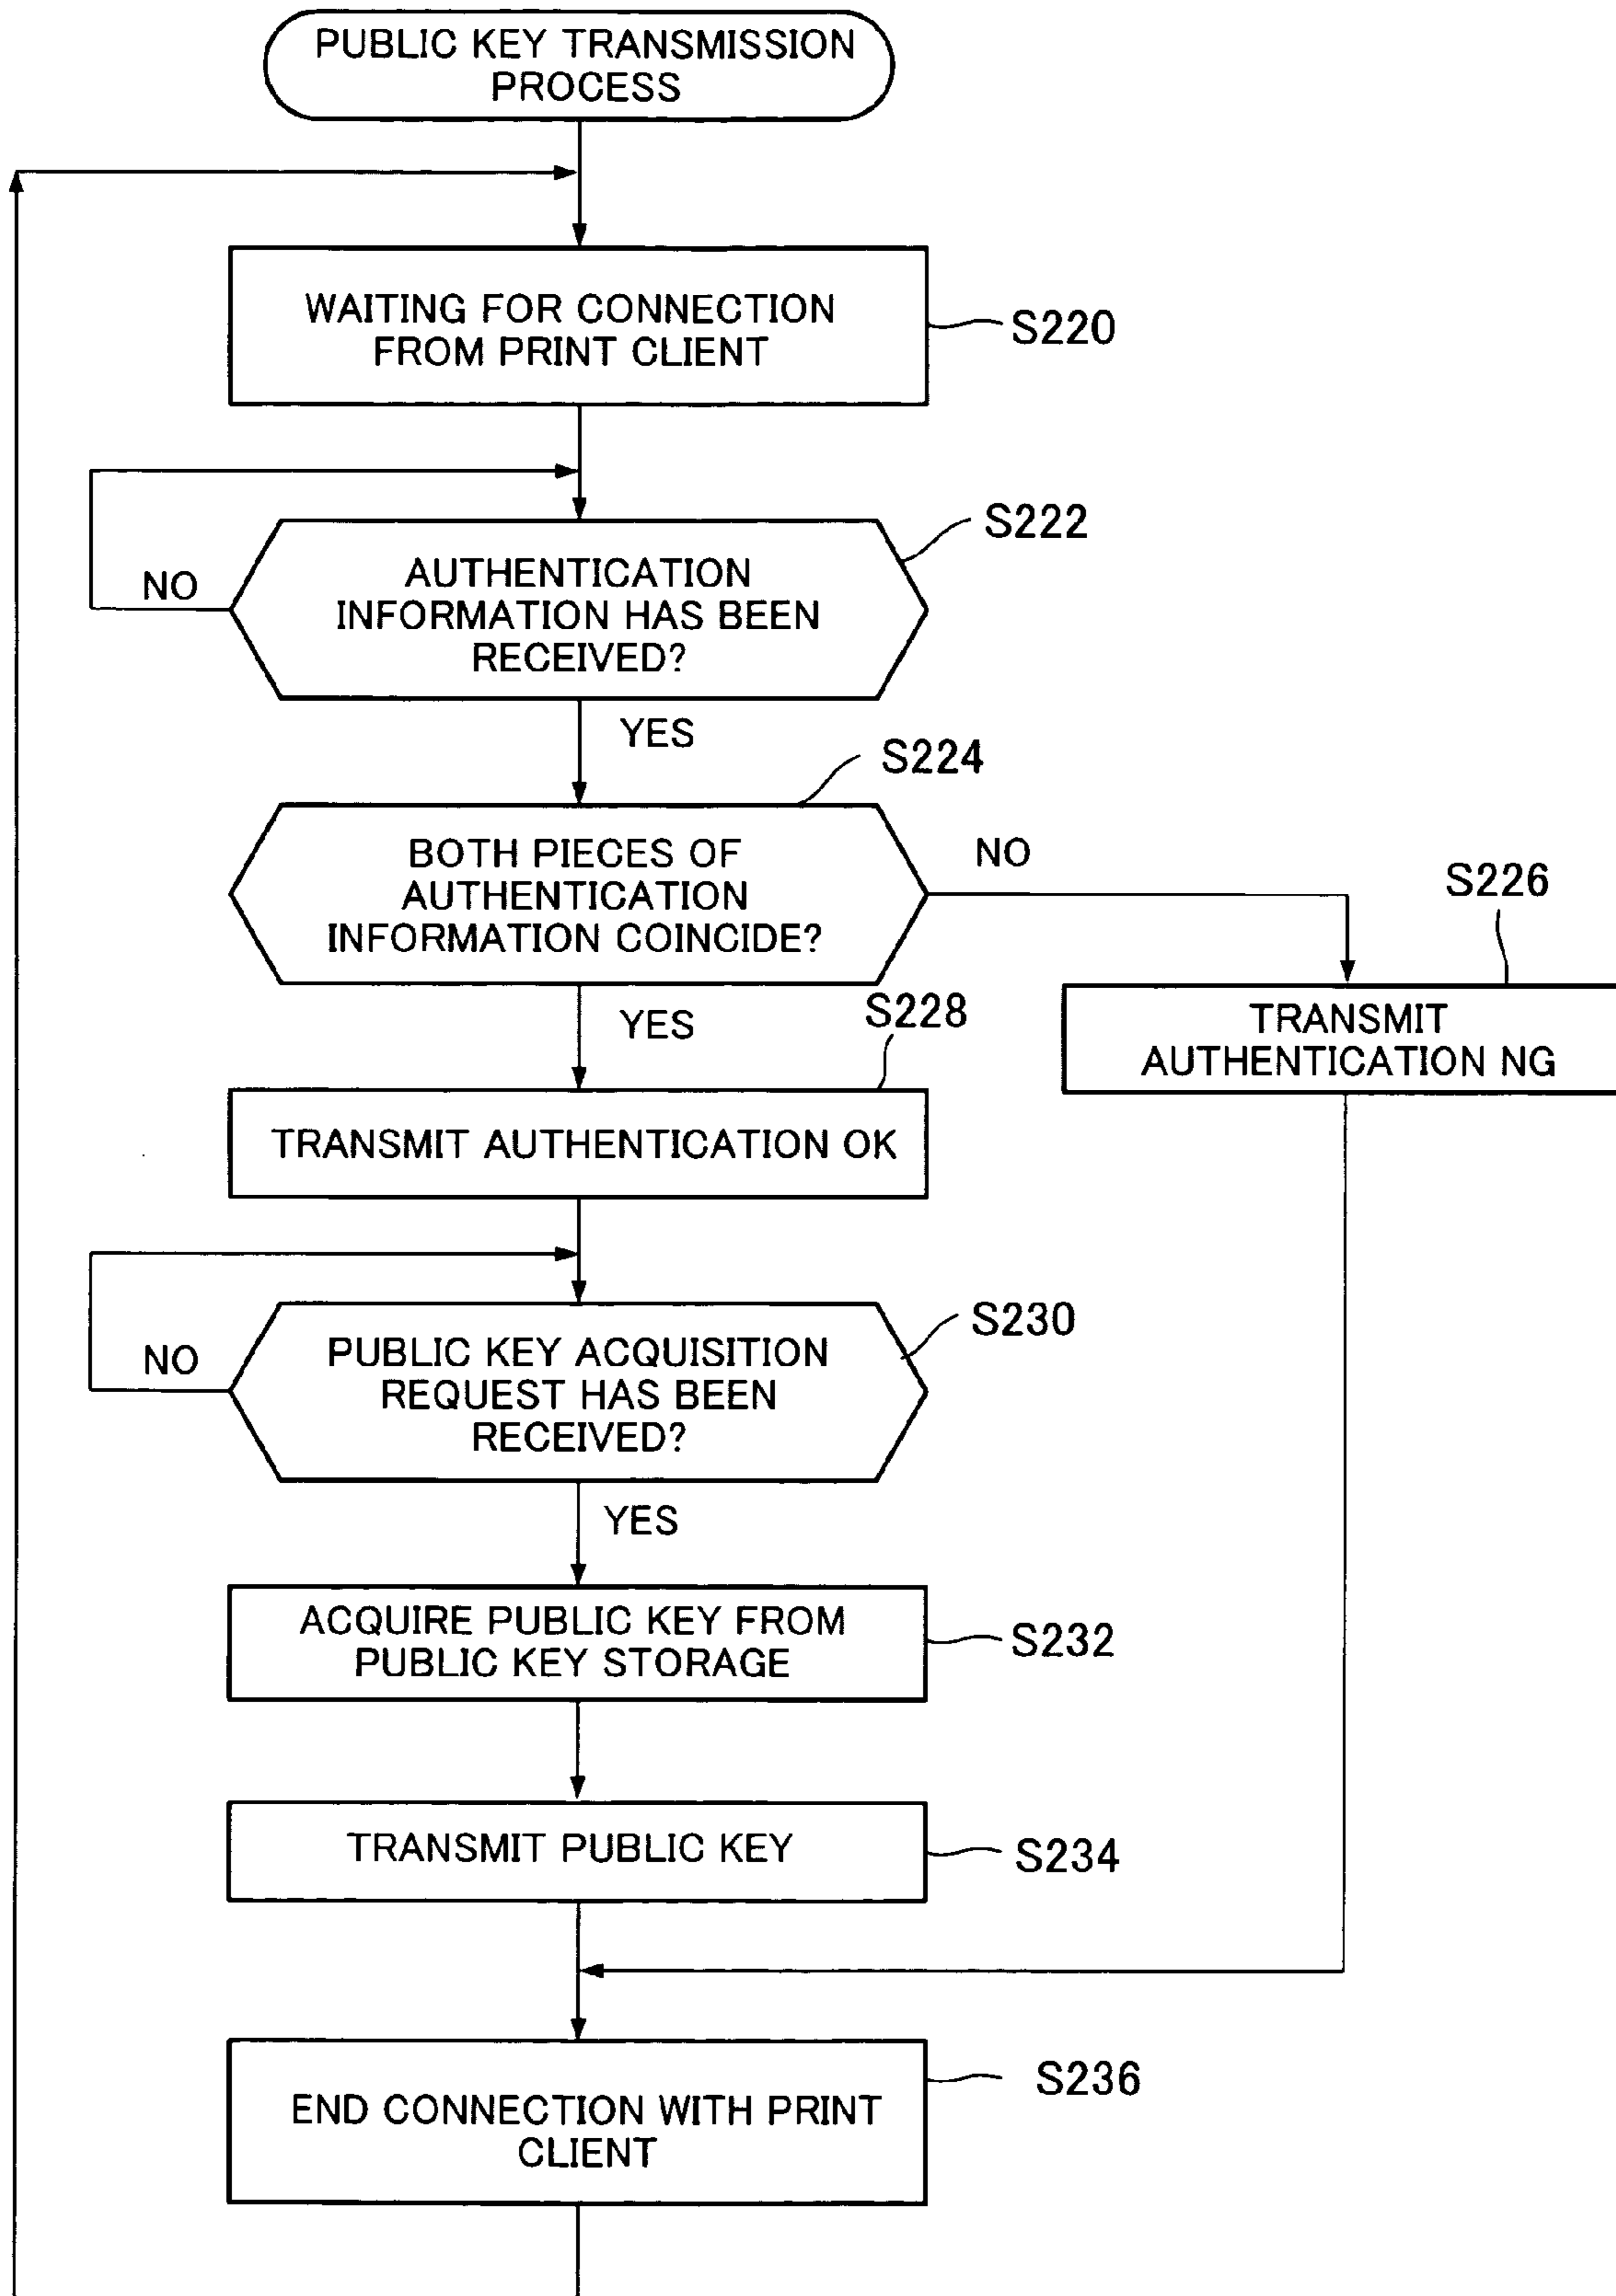 PUBLIC KEY TRANSMISSION
PROCESS
WAITING FOR CONNECTION
FROM PRINT CLIENT
S220
S222
AUTHENTICATION
INFORMATION HAS BEEN
RECEIVED?
NO
YES
S224
BOTH PIECES OF
AUTHENTICATION
INFORMATION COINCIDE?
NO
S226
TRANSMIT
AUTHENTICATION NG
YES
S228
TRANSMIT AUTHENTICATION OK
S230
PUBLIC KEY ACQUISITION
REQUEST HAS BEEN
RECEIVED?
NO
YES
ACQUIRE PUBLIC KEY FROM
PUBLIC KEY STORAGE
S232
TRANSMIT PUBLIC KEY
S234
END CONNECTION WITH PRINT
CLIENT
S236